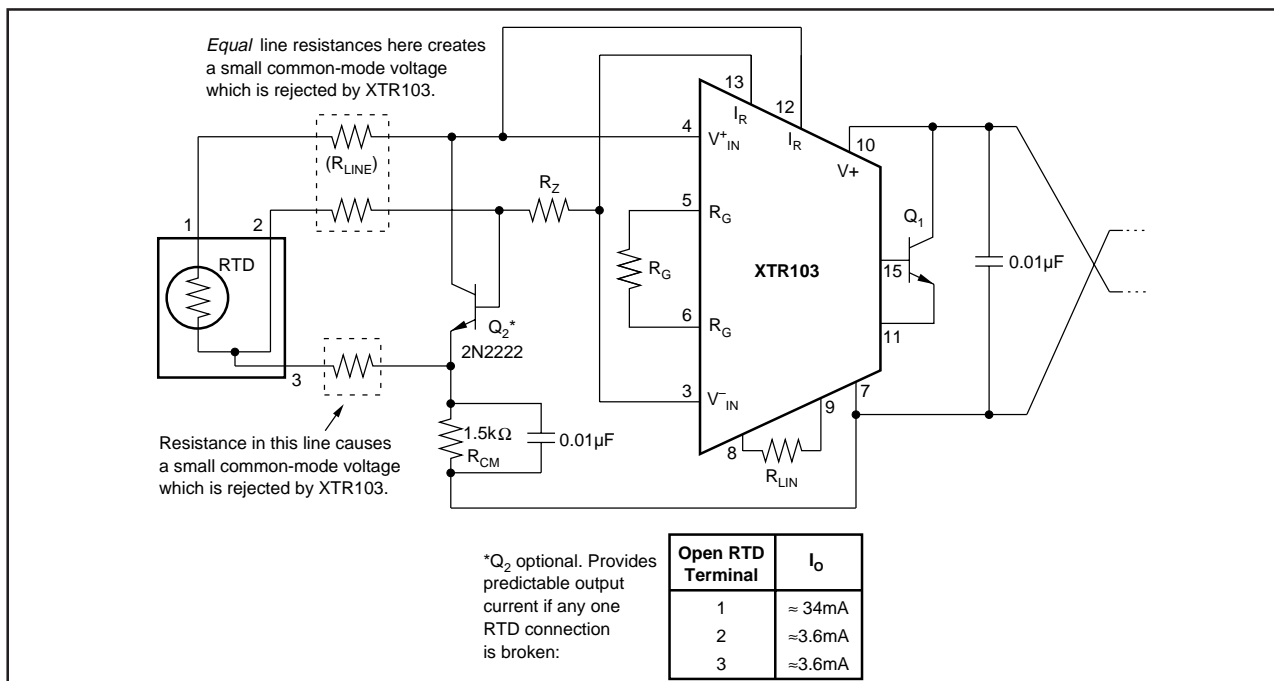 Equal line resistances here creates
a small common-mode voltage
which is rejected by XTR103.
13
12
I_R
I_R
4
V⁺_IN
10
V+
(R_LINE)
R_Z
5
R_G
1
2
RTD
R_G
XTR103
Q_1
15
0.01µF
6
R_G
11
Q_2*
2N2222
3
3
V⁻_IN
7
9
Resistance in this line causes
a small common-mode voltage
which is rejected by XTR103.
1.5kΩ
R_CM
0.01µF
8
R_LIN
*Q_2 optional. Provides
predictable output
current if any one
RTD connection
is broken:
Open RTD Terminal I_O
1 ≈ 34mA
2 ≈3.6mA
3 ≈3.6mA